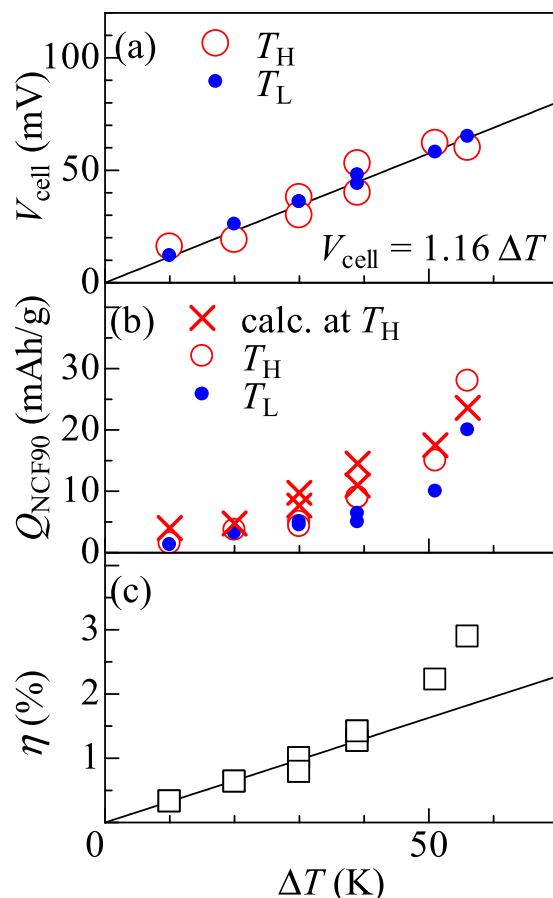 (a)
T_H
T_L
100
50
0
V_cell (mV)
V_cell = 1.16 ΔT
(b)
calc. at T_H
T_H
T_L
30
20
10
0
Q_NCF90 (mAh/g)
(c)
3
2
1
η (%)
0
50
ΔT (K)